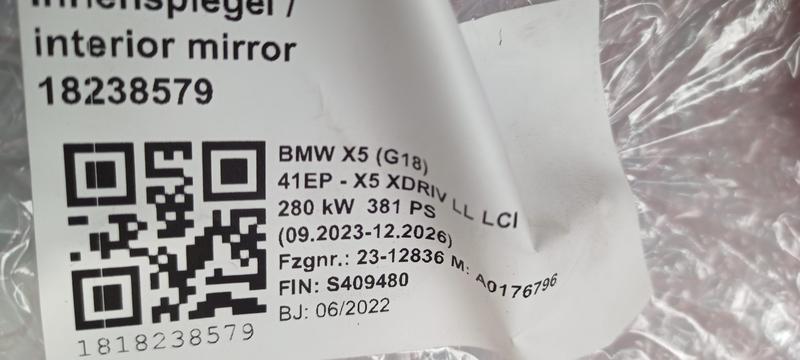 Innenspiegel /
interior mirror
18238579
BMW X5 (G18)
41EP - X5 XDRIV LL LCI
280 kW 381 PS
(09.2023-12.2026)
Fzgnr.: 23-12836 M: A0176796
FIN: S409480
BJ: 06/2022
1818238579